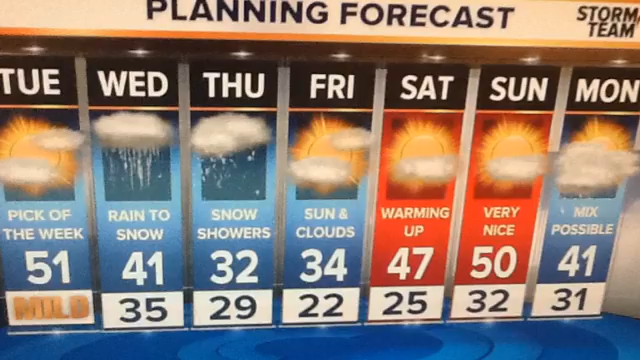 PLANNING FORECAST
STORM
TEAM
TUE
WED
THU
FRI
SAT
SUN
MON
PICK OF
THE WEEK
RAIN TO
SNOW
SNOW
SHOWERS
SUN &
CLOUDS
WARMING
UP
VERY
NICE
MIX
POSSIBLE
51
41
32
34
47
50
41
MILD
35
29
22
25
32
31